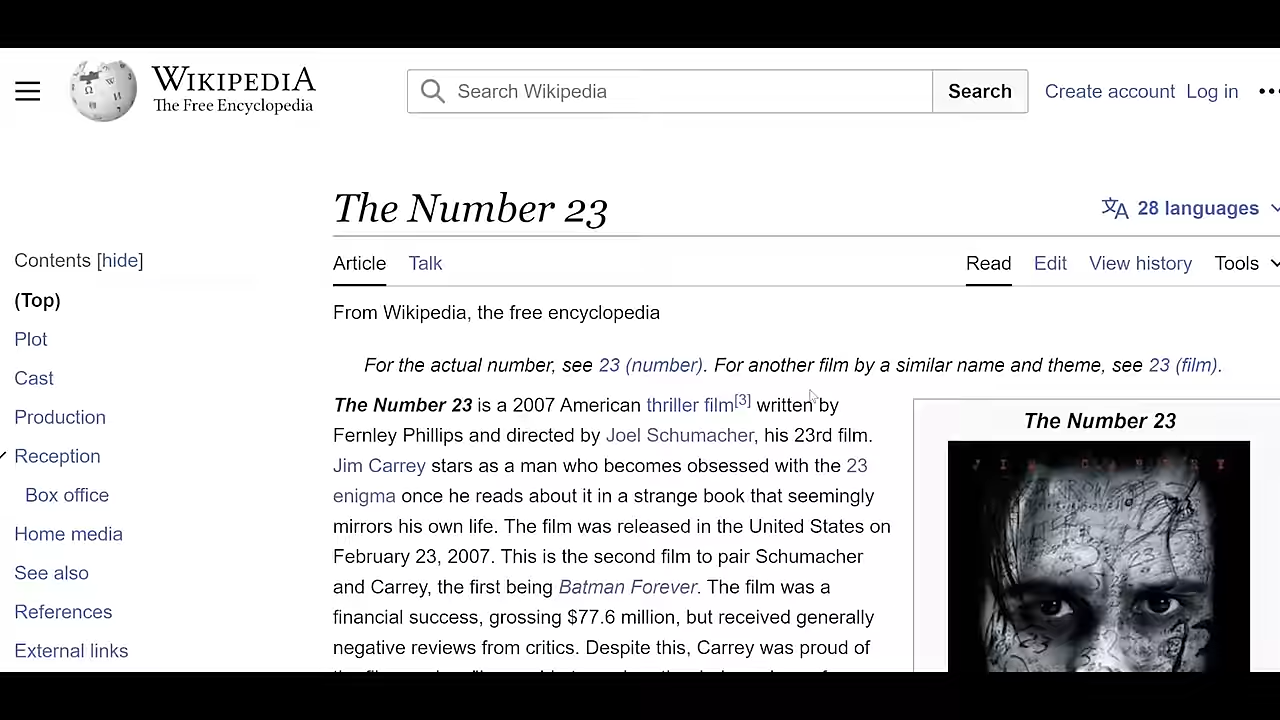 WIKIPEDIA
The Free Encyclopedia
Search Wikipedia
Search
Create account
Log in
The Number 23
28 languages
Contents [hide]
(Top)
Plot
Cast
Production
Reception
Box office
Home media
See also
References
External links
Article
Talk
Read
Edit
View history
Tools
From Wikipedia, the free encyclopedia
For the actual number, see 23 (number). For another film by a similar name and theme, see 23 (film).
The Number 23 is a 2007 American thriller film[3] written by
Fernley Phillips and directed by Joel Schumacher, his 23rd film.
Jim Carrey stars as a man who becomes obsessed with the 23
enigma once he reads about it in a strange book that seemingly
mirrors his own life. The film was released in the United States on
February 23, 2007. This is the second film to pair Schumacher
and Carrey, the first being Batman Forever. The film was a
financial success, grossing $77.6 million, but received generally
negative reviews from critics. Despite this, Carrey was proud of
The Number 23
JIM CARREY